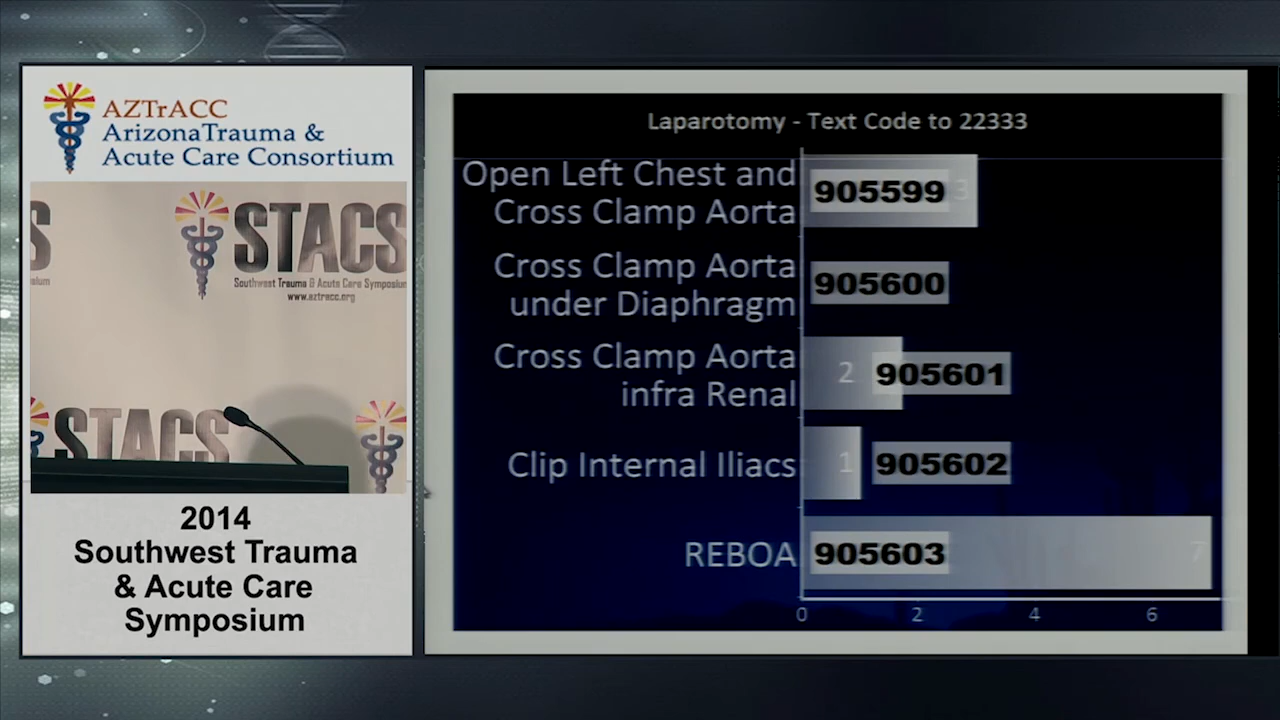 AZTrACC
ArizonaTrauma &
Acute Care Consortium
S
STACS
Southwest Trauma & Acute Care Symposium
www.aztracc.org
STACS
2014
Southwest Trauma
& Acute Care
Symposium
Laparotomy - Text Code to 22333
Open Left Chest and
Cross Clamp Aorta
905599
3
Cross Clamp Aorta
under Diaphragm
905600
Cross Clamp Aorta
infra Renal
2
905601
Clip Internal Iliacs
1
905602
REBOA
905603
7
0 2 4 6